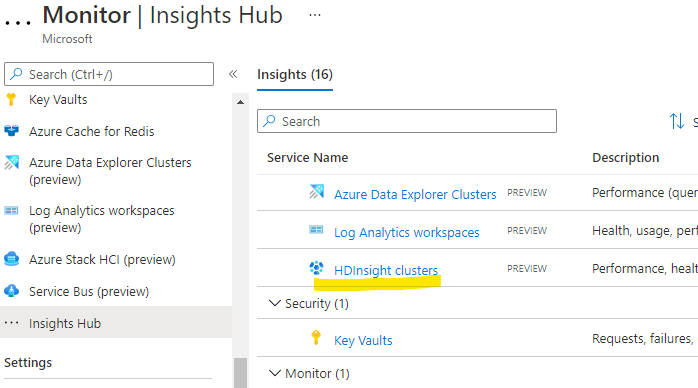 ... Monitor | Insights Hub ...
Microsoft
Search (Ctrl+/)
«
Key Vaults
Azure Cache for Redis
Azure Data Explorer Clusters
(preview)
Log Analytics workspaces
(preview)
Azure Stack HCI (preview)
Service Bus (preview)
... Insights Hub
Settings
Insights (16)
Search
Service Name Description
Azure Data Explorer Clusters PREVIEW Performance (que
Log Analytics workspaces PREVIEW Health, usage, perf
HDInsight clusters PREVIEW Performance, healt
Security (1)
Key Vaults Requests, failures,
Monitor (1)